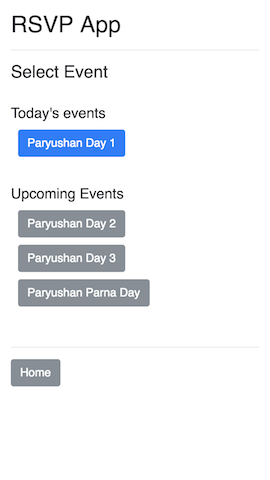 RSVP App
Select Event
Today's events
Paryushan Day 1
Upcoming Events
Paryushan Day 2
Paryushan Day 3
Paryushan Parna Day
Home